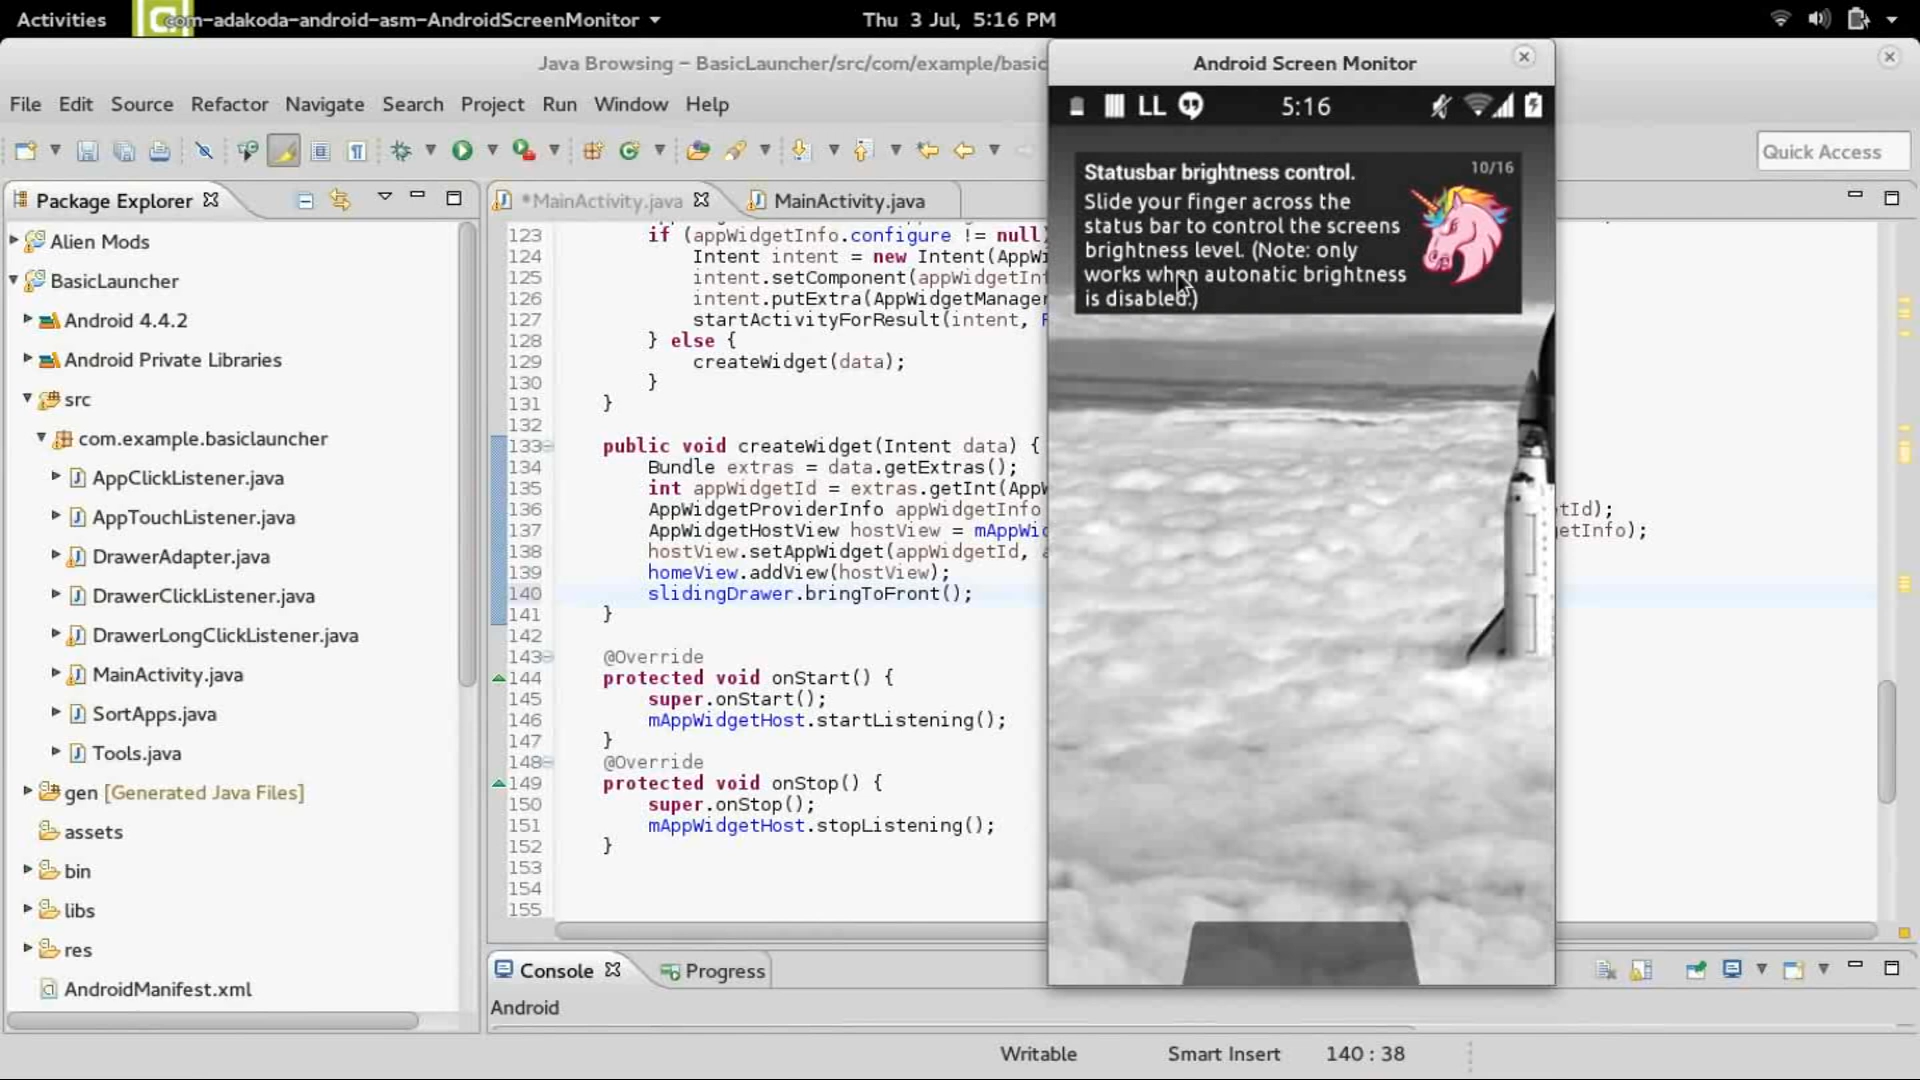 Activities
com-adakoda-android-asm-AndroidScreenMonitor
Thu 3 Jul, 5:16 PM
Java Browsing – BasicLauncher/src/com/example/basic
File Edit Source Refactor Navigate Search Project Run Window Help
Quick Access
Package Explorer
Alien Mods
BasicLauncher
Android 4.4.2
Android Private Libraries
src
com.example.basiclauncher
AppClickListener.java
AppTouchListener.java
DrawerAdapter.java
DrawerClickListener.java
DrawerLongClickListener.java
MainActivity.java
SortApps.java
Tools.java
gen [Generated Java Files]
assets
bin
libs
res
AndroidManifest.xml
*MainActivity.java
MainActivity.java
123 if (appWidgetInfo.configure != null)
124 Intent intent = new Intent(AppWi
125 intent.setComponent(appWidgetInf
126 intent.putExtra(AppWidgetManager
127 startActivityForResult(intent,
128 } else {
129 createWidget(data);
130 }
131 }
132
133 public void createWidget(Intent data) {
134 Bundle extras = data.getExtras();
135 int appWidgetId = extras.getInt(AppW
136 AppWidgetProviderInfo appWidgetInfo etId);
137 AppWidgetHostView hostView = mAppWid getInfo);
138 hostView.setAppWidget(appWidgetId, a
139 homeView.addView(hostView);
140 slidingDrawer.bringToFront();
141 }
142
143 @Override
144 protected void onStart() {
145 super.onStart();
146 mAppWidgetHost.startListening();
147 }
148 @Override
149 protected void onStop() {
150 super.onStop();
151 mAppWidgetHost.stopListening();
152 }
153
154
155
Console
Progress
Android
Writable
Smart Insert
140 : 38
Android Screen Monitor
LL
5:16
Statusbar brightness control.
10/16
Slide your finger across the
status bar to control the screens
brightness level. (Note: only
works when autonatic brightness
is disabled.)